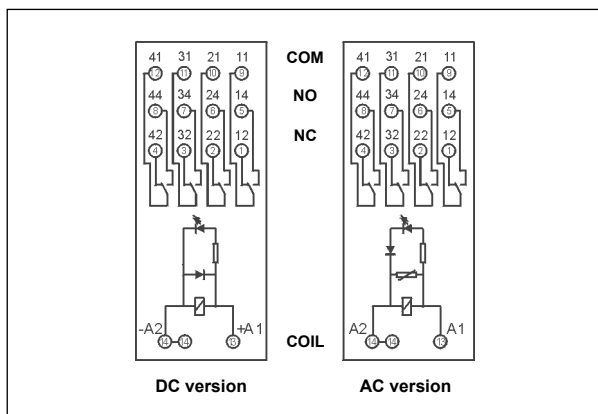 41 31 21 11 COM 41 31 21 11
12 11 10 9 12 11 10 9
44 34 24 14 NO 44 34 24 14
8 7 6 5 8 7 6 5
42 32 22 12 NC 42 32 22 12
4 3 2 1 4 3 2 1
-A2 +A1 A2 A1
14 14 13 COIL 14 14 13
DC version AC version